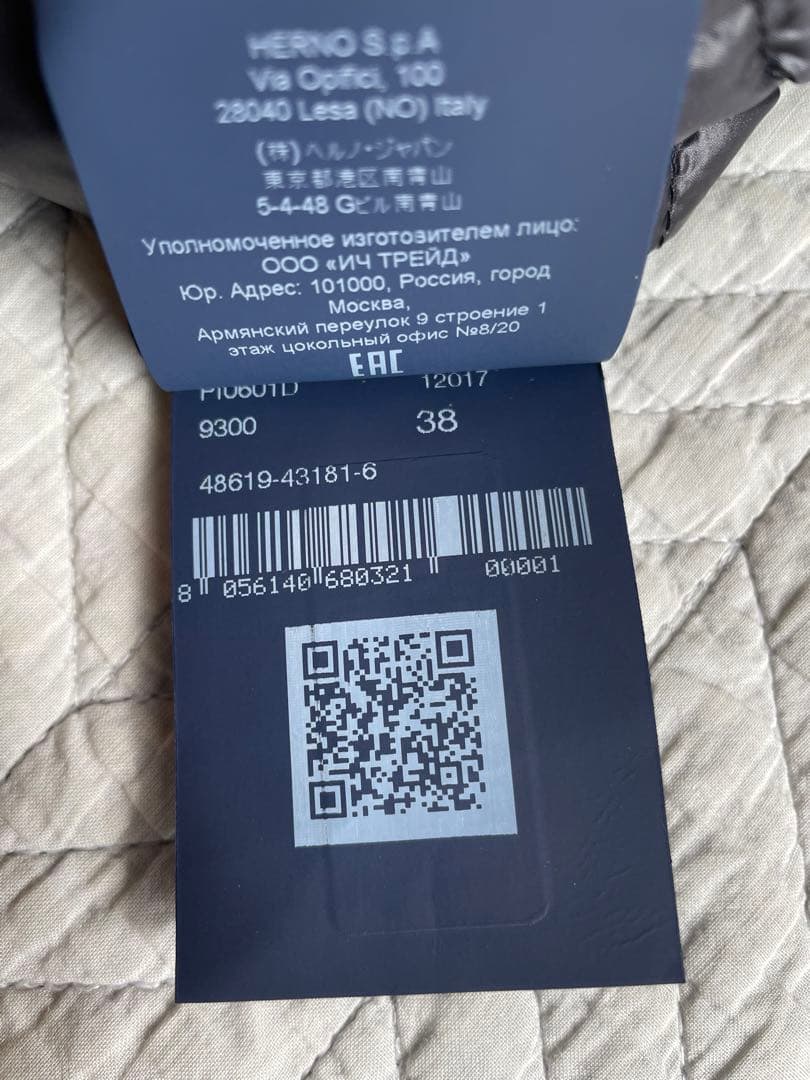 HERNO S.p.A
Via Opifici, 100
28040 Lesa (NO) Italy
(株)ヘルノ・ジャパン
東京都港区南青山
5-4-48 Gビル南青山
Уполномоченное изготовителем лицо:
ООО «ИЧ ТРЕЙД»
Юр. Адрес: 101000, Россия, город
Москва,
Армянский переулок 9 строение 1
этаж цокольный офис №8/20
EAC
PI0601D 12017
9300 38
48619-43181-6
8 056140 680321 00001